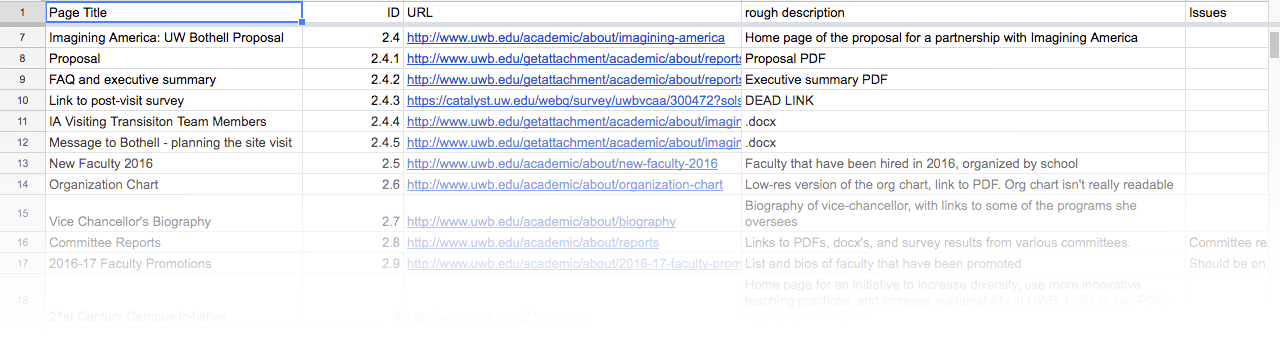 1 Page Title ID URL rough description Issues
7 Imagining America: UW Bothell Proposal 2.4 http://www.uwb.edu/academic/about/imagining-america Home page of the proposal for a partnership with Imagining America
8 Proposal 2.4.1 http://www.uwb.edu/getattachment/academic/about/reports Proposal PDF
9 FAQ and executive summary 2.4.2 http://www.uwb.edu/getattachment/academic/about/reports Executive summary PDF
10 Link to post-visit survey 2.4.3 https://catalyst.uw.edu/webq/survey/uwbvcaa/300472?sols DEAD LINK
11 IA Visiting Transisiton Team Members 2.4.4 http://www.uwb.edu/getattachment/academic/about/imagin .docx
12 Message to Bothell - planning the site visit 2.4.5 http://www.uwb.edu/getattachment/academic/about/imagin .docx
13 New Faculty 2016 2.5 http://www.uwb.edu/academic/about/new-faculty-2016 Faculty that have been hired in 2016, organized by school
14 Organization Chart 2.6 http://www.uwb.edu/academic/about/organization-chart Low-res version of the org chart, link to PDF. Org chart isn't really readable
15 Biography of vice-chancellor, with links to some of the programs she
Vice Chancellor's Biography 2.7 http://www.uwb.edu/academic/about/biography oversees
16 Committee Reports 2.8 http://www.uwb.edu/academic/about/reports Links to PDFs, docx's, and survey results from various committees. Committee re
17 2016-17 Faculty Promotions 2.9 http://www.uwb.edu/academic/about/2016-17-faculty-prom List and bios of faculty that have been promoted Should be on
Home page for an initiative to increase diversity, use more innovative
18 teaching practices, and increase sustainability at UWB. Links to two PDFs
21st Century Campus Initiative 3